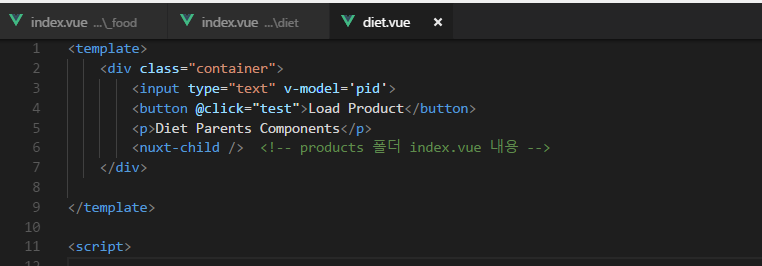 index.vue ...\_food index.vue ...\diet diet.vue ×
1 <template>
2 <div class="container">
3 <input type="text" v-model='pid'>
4 <button @click="test">Load Product</button>
5 <p>Diet Parents Components</p>
6 <nuxt-child /> <!-- products 폴더 index.vue 내용 -->
7 </div>
8
9 </template>
10
11 <script>
12